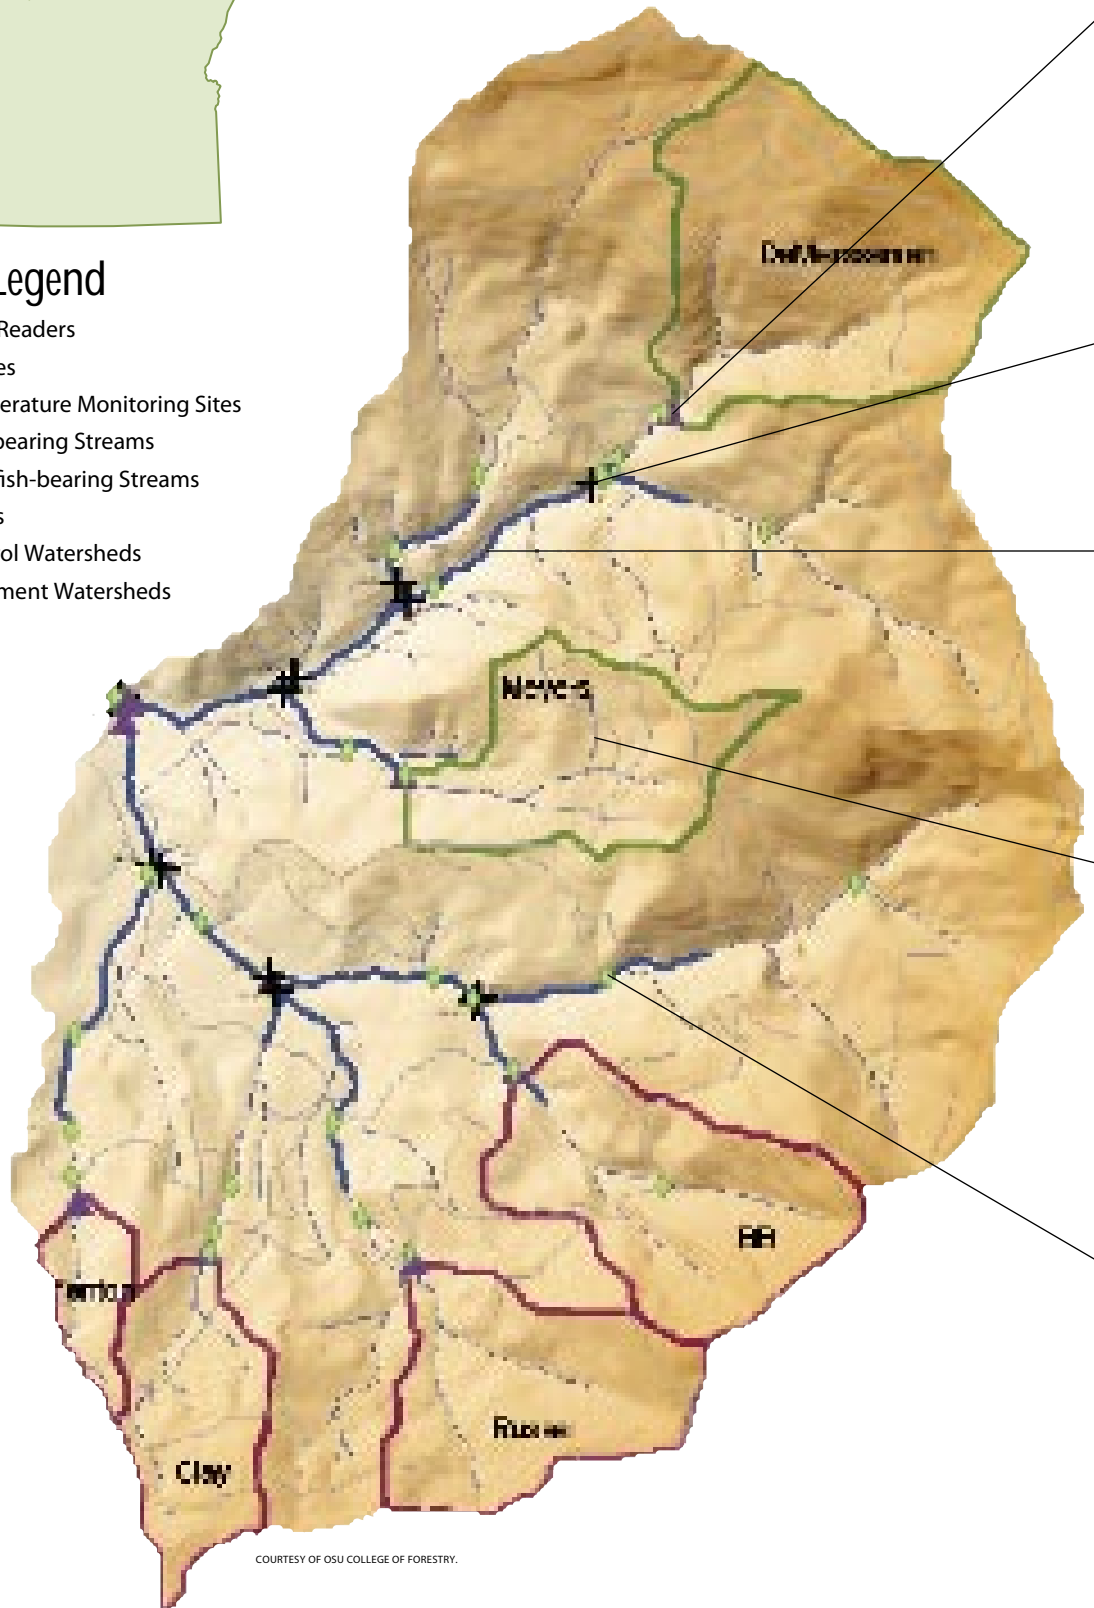 Legend
Readers
es
erature Monitoring Sites
bearing Streams
fish-bearing Streams
s
ol Watersheds
ment Watersheds
Meyers
Clay
COURTESY OF OSU COLLEGE OF FORESTRY.